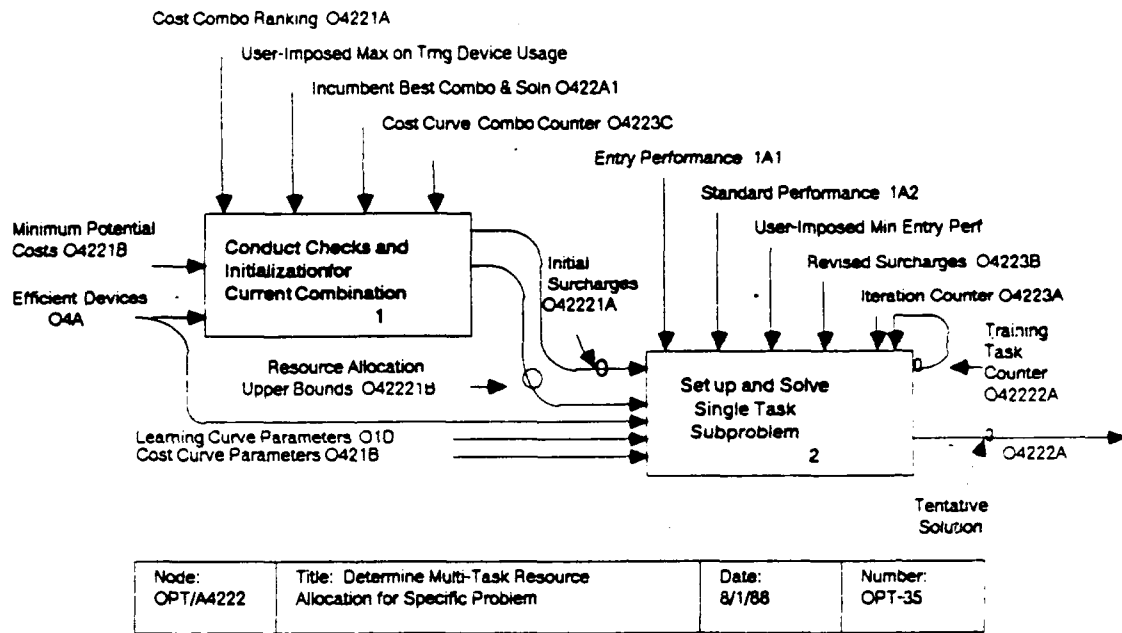 Cost Combo Ranking O4221A
User-Imposed Max on Trng Device Usage
Incumbent Best Combo & Soln O422A1
Cost Curve Combo Counter O4223C
Entry Performance 1A1
Standard Performance 1A2
User-Imposed Min Entry Perf
Revised Surcharges O4223B
Iteration Counter O4223A
Minimum Potential
Costs O4221B
Efficient Devices
O4A
Conduct Checks and
Initializationfor
Current Combination
1
Initial
Surcharges
O42221A
Training
Task
Counter
O42222A
Resource Allocation
Upper Bounds O42221B
Set up and Solve
Single Task
Subproblem
2
Learning Curve Parameters O1D
Cost Curve Parameters O421B
O4222A
Tentative
Solution
Node:
OPT/A4222
Title: Determine Multi-Task Resource
Allocation for Specific Problem
Date:
8/1/88
Number:
OPT-35